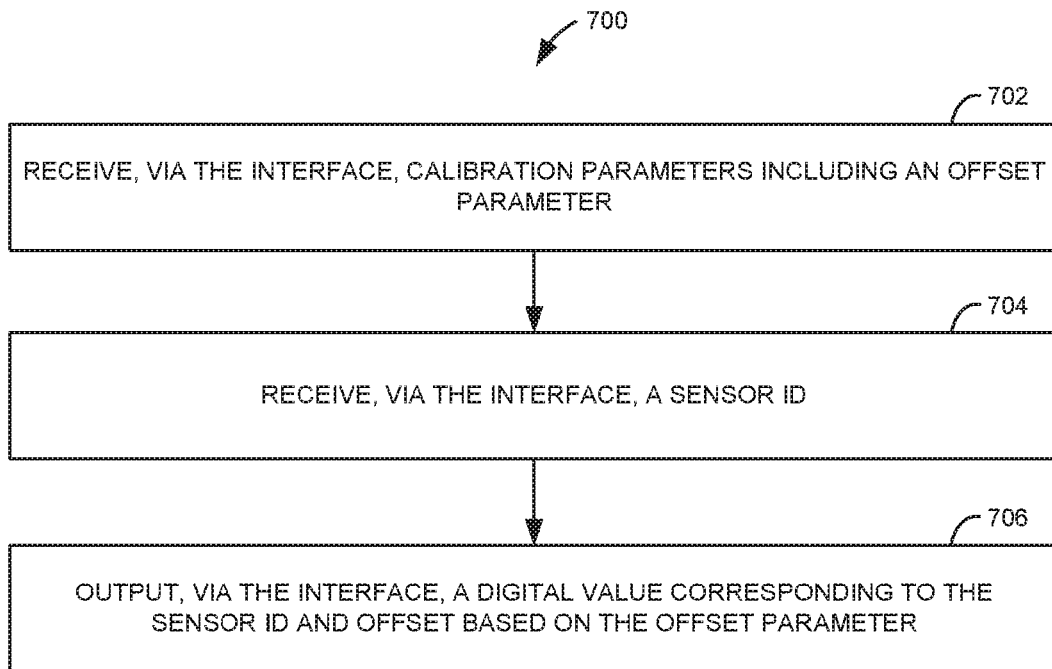 700
702
RECEIVE, VIA THE INTERFACE, CALIBRATION PARAMETERS INCLUDING AN OFFSET
PARAMETER
704
RECEIVE, VIA THE INTERFACE, A SENSOR ID
706
OUTPUT, VIA THE INTERFACE, A DIGITAL VALUE CORRESPONDING TO THE
SENSOR ID AND OFFSET BASED ON THE OFFSET PARAMETER